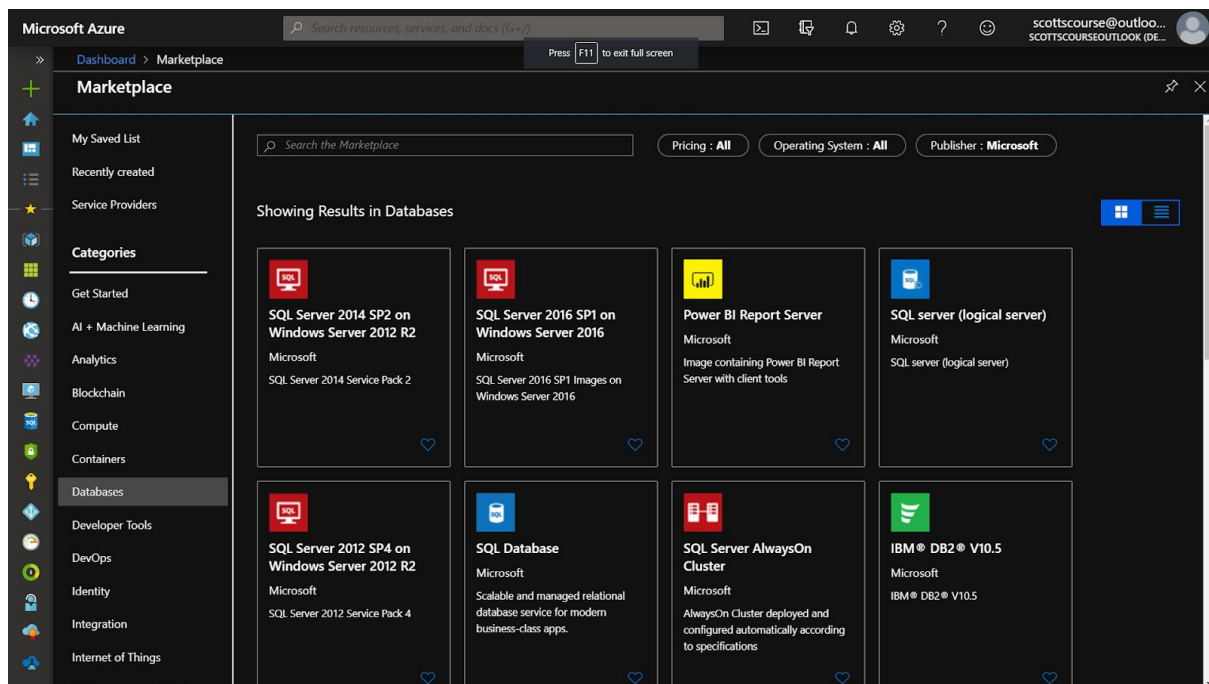 Microsoft Azure
Search resources, services, and docs (G+/)
scottscourse@outloo...
SCOTTSCOURSEOUTLOOK (DE...
Press F11 to exit full screen
Dashboard > Marketplace
Marketplace
My Saved List
Recently created
Service Providers
Categories
Get Started
AI + Machine Learning
Analytics
Blockchain
Compute
Containers
Databases
Developer Tools
DevOps
Identity
Integration
Internet of Things
Search the Marketplace
Pricing : All
Operating System : All
Publisher : Microsoft
Showing Results in Databases
SQL
SQL Server 2014 SP2 on
Windows Server 2012 R2
Microsoft
SQL Server 2014 Service Pack 2
SQL
SQL Server 2016 SP1 on
Windows Server 2016
Microsoft
SQL Server 2016 SP1 Images on
Windows Server 2016
Power BI Report Server
Microsoft
Image containing Power BI Report
Server with client tools
SQL
SQL server (logical server)
Microsoft
SQL server (logical server)
SQL
SQL Server 2012 SP4 on
Windows Server 2012 R2
Microsoft
SQL Server 2012 Service Pack 4
SQL
SQL Database
Microsoft
Scalable and managed relational
database service for modern
business-class apps.
SQL Server AlwaysOn
Cluster
Microsoft
AlwaysOn Cluster deployed and
configured automatically according
to specifications
IBM® DB2® V10.5
Microsoft
IBM® DB2® V10.5